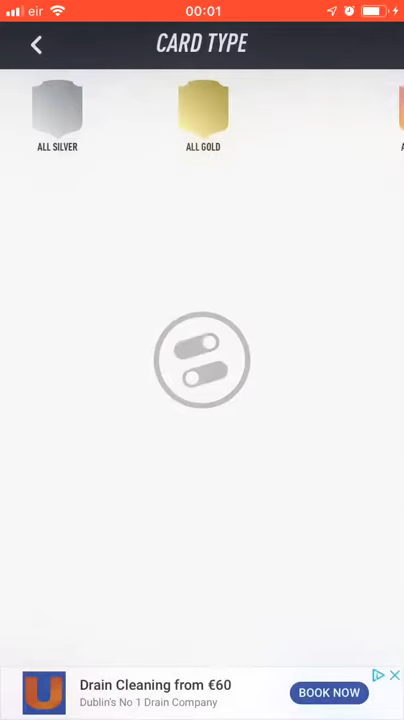 eir
00:01
CARD TYPE
ALL SILVER
ALL GOLD
A
U
Drain Cleaning from €60
Dublin's No 1 Drain Company
BOOK NOW